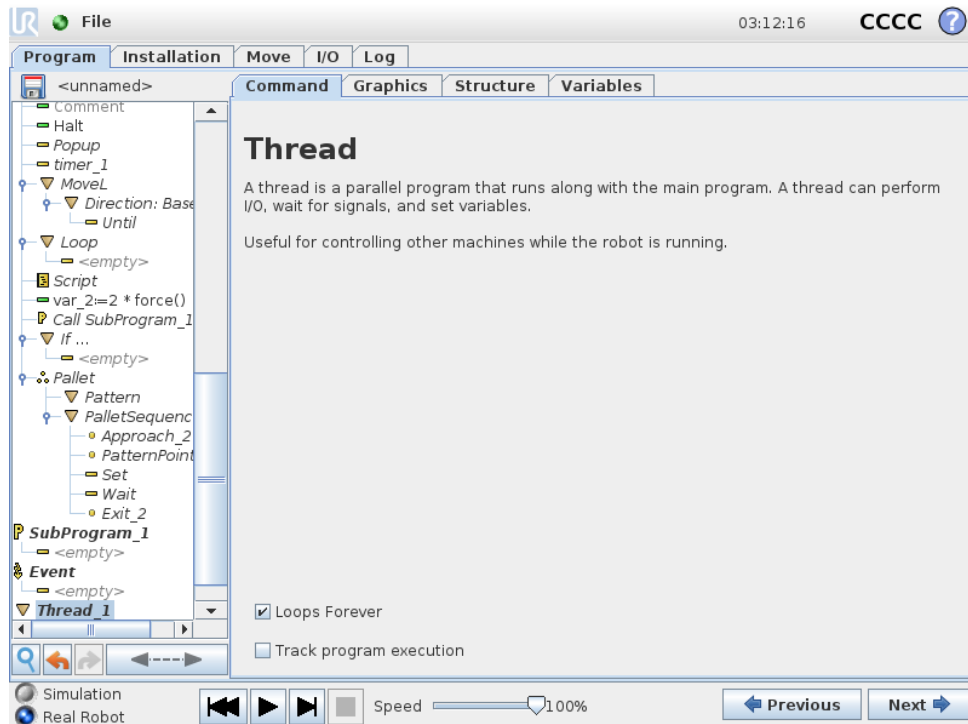 UR File 03:12:16 CCCC ?
Program Installation Move I/O Log
<unnamed>
Command Graphics Structure Variables
Comment
Halt
Popup
timer_1
MoveL
Direction: Base
Until
Loop
<empty>
Script
var_2:=2 * force()
P Call SubProgram_1
If ...
<empty>
Pallet
Pattern
PalletSequenc
Approach_2
PatternPoint
Set
Wait
Exit_2
P SubProgram_1
<empty>
Event
<empty>
Thread_1
Thread
A thread is a parallel program that runs along with the main program. A thread can perform
I/O, wait for signals, and set variables.
Useful for controlling other machines while the robot is running.
Loops Forever
Track program execution
Simulation
Real Robot
Speed 100%
Previous Next